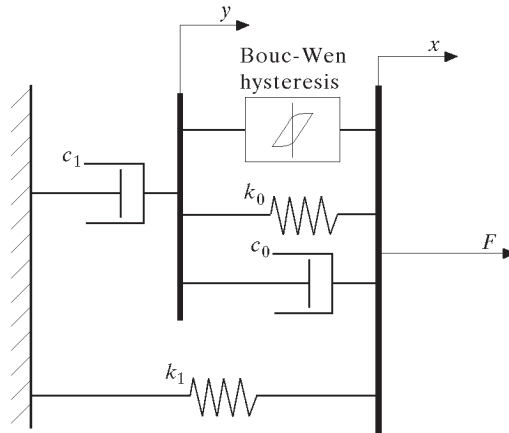 y
x
Bouc-Wen
hysteresis
c1
k0
c0
F
k1